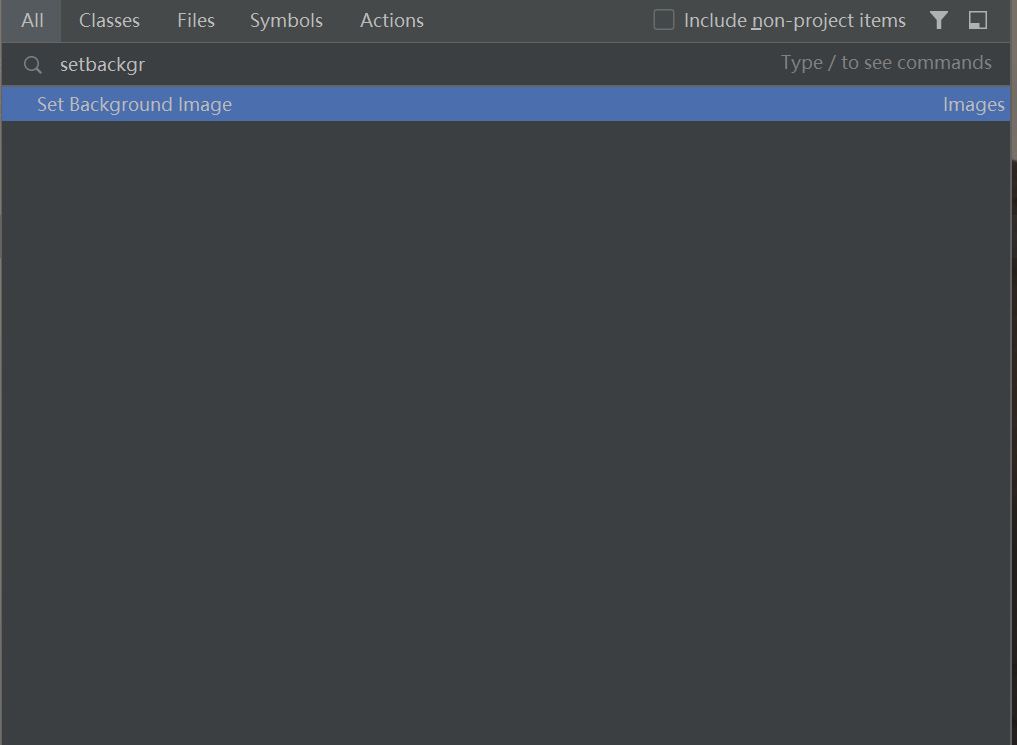 All Classes Files Symbols Actions Include non-project items
setbackgr Type / to see commands
Set Background Image Images